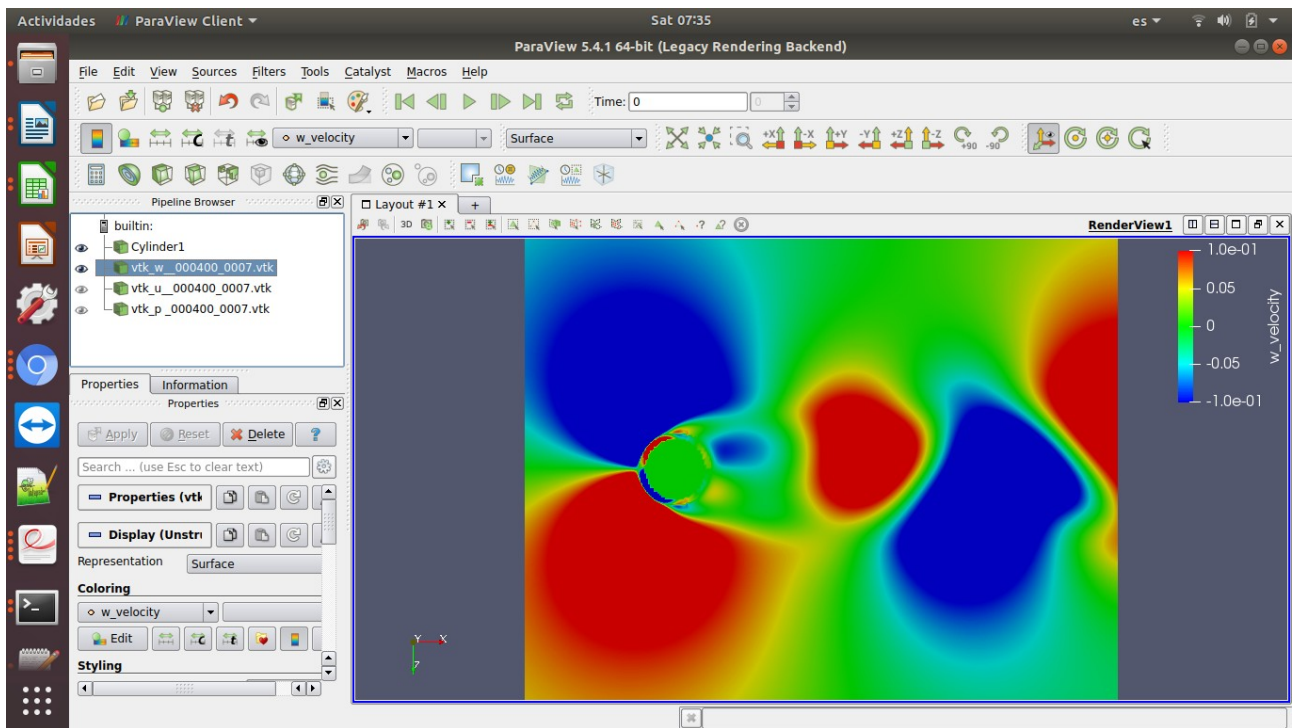 Actividades ParaView Client Sat 07:35 es
ParaView 5.4.1 64-bit (Legacy Rendering Backend)
File Edit View Sources Filters Tools Catalyst Macros Help
Time: 0 0
w_velocity Surface +X -X +Y -Y +Z -Z +90 -90
Pipeline Browser
Layout #1 × +
builtin:
3D
RenderView1
Cylinder1
vtk_w__000400_0007.vtk
vtk_u__000400_0007.vtk
vtk_p _000400_0007.vtk
1.0e-01
0.05
0
-0.05
-1.0e-01
w_velocity
Properties Information
Properties
Apply Reset Delete ?
Search ... (use Esc to clear text)
Properties (vtk
Display (Unstru
Representation Surface
Coloring
w_velocity
Edit
Styling
Y X
Z